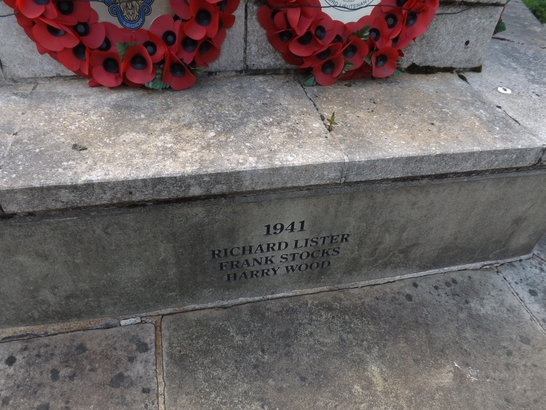 1941
RICHARD LISTER
FRANK STOCKS
HARRY WOOD